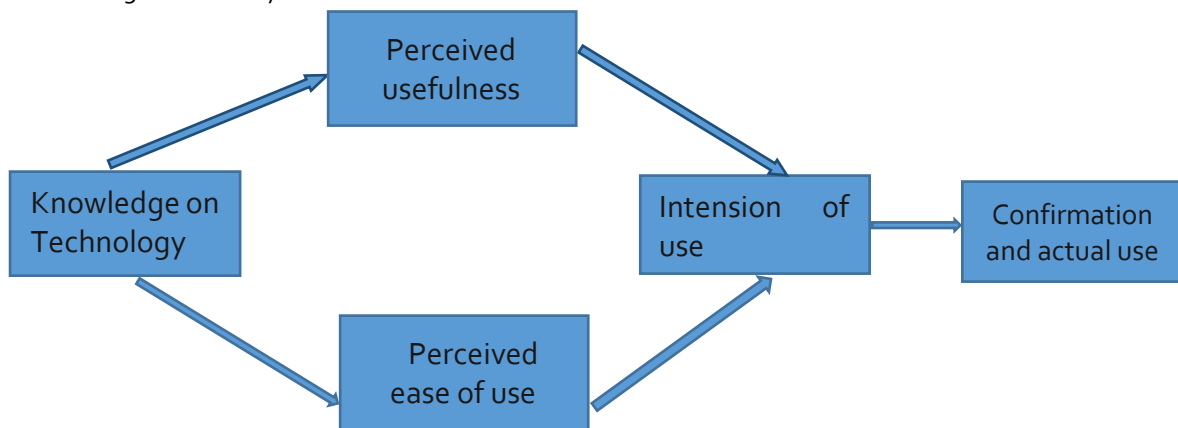 Perceived
usefulness
Knowledge on
Technology
Intension of
use
Confirmation
and actual use
Perceived
ease of use